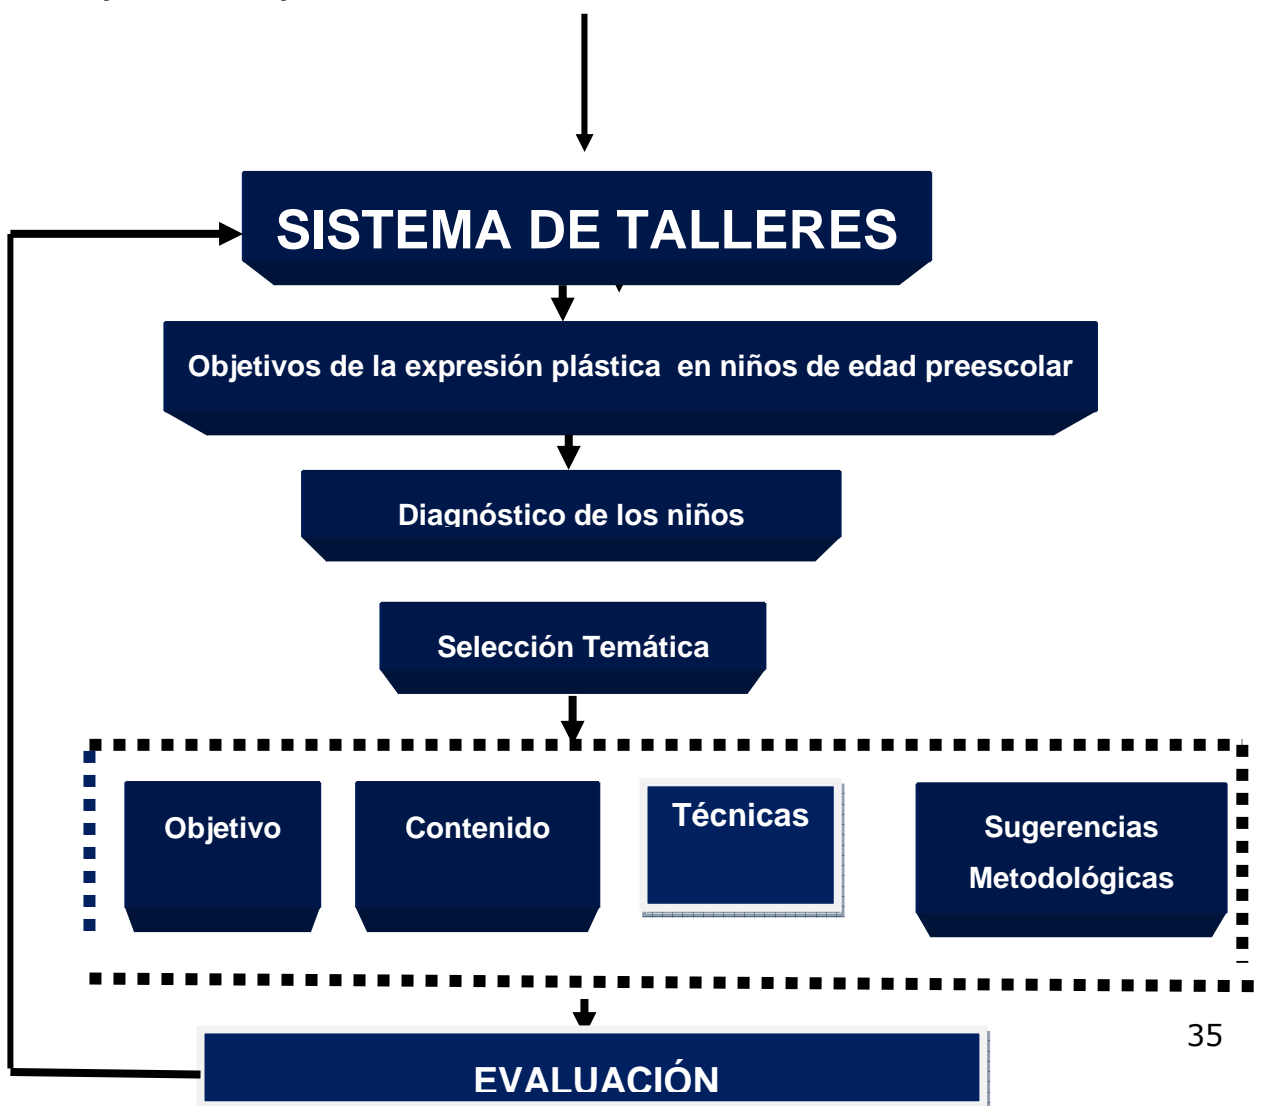 SISTEMA DE TALLERES
Objetivos de la expresión plástica en niños de edad preescolar
Diagnóstico de los niños
Selección Temática
Objetivo
Contenido
Técnicas
Sugerencias
Metodológicas
35
EVALUACIÓN